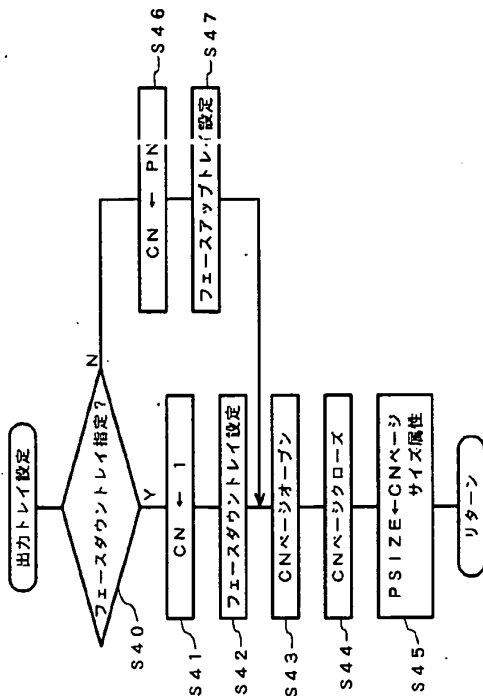 出力トレイ設定
フェースダウントレイ指定?
S40
Y
N
CN ← 1
S41
フェースダウントレイ設定
S42
CN ← PN
S46
フェースアップトレイ設定
S47
CNページオープン
S43
CNページクローズ
S44
PSIZE←CNページ
サイズ属性
S45
リターン